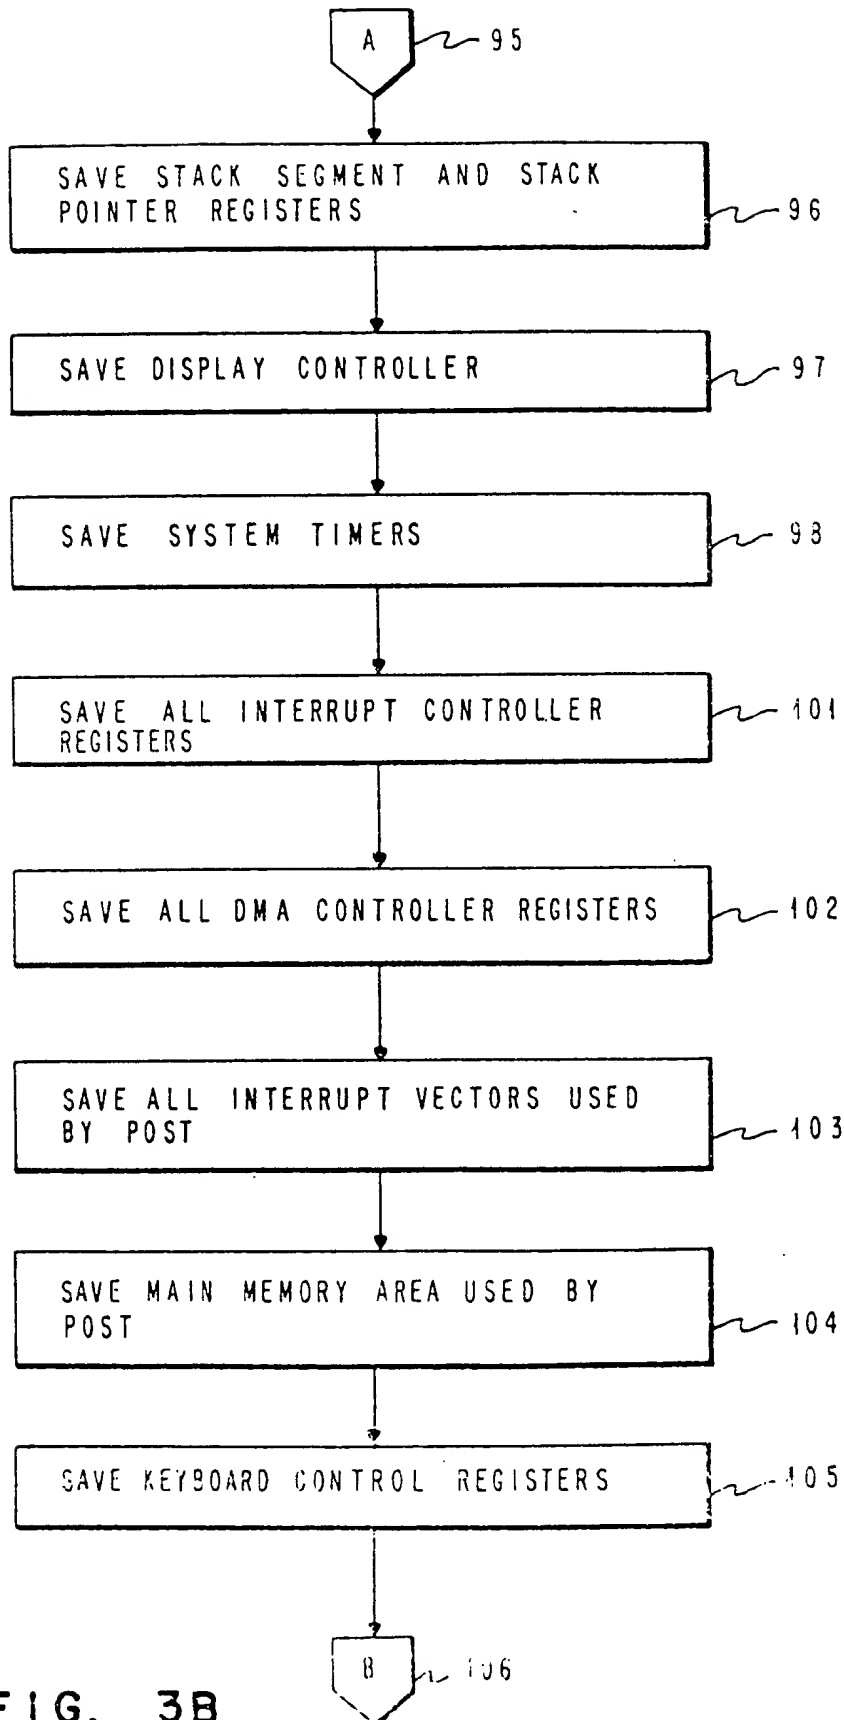 A
95
SAVE STACK SEGMENT AND STACK
POINTER REGISTERS
96
SAVE DISPLAY CONTROLLER
97
SAVE SYSTEM TIMERS
98
SAVE ALL INTERRUPT CONTROLLER
REGISTERS
101
SAVE ALL DMA CONTROLLER REGISTERS
102
SAVE ALL INTERRUPT VECTORS USED
BY POST
103
SAVE MAIN MEMORY AREA USED BY
POST
104
SAVE KEYBOARD CONTROL REGISTERS
105
B
106
FIG. 3B